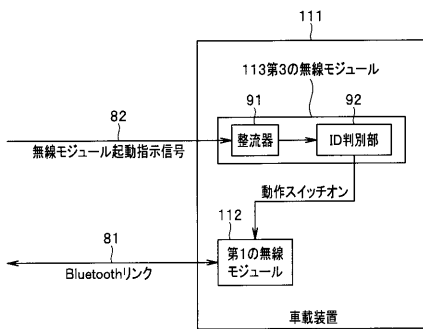 111
113第3の無線モジュール
91
92
82
整流器
ID判別部
無線モジュール起動指示信号
動作スイッチオン
112
81
第1の無線
モジュール
Bluetoothリンク
車載装置